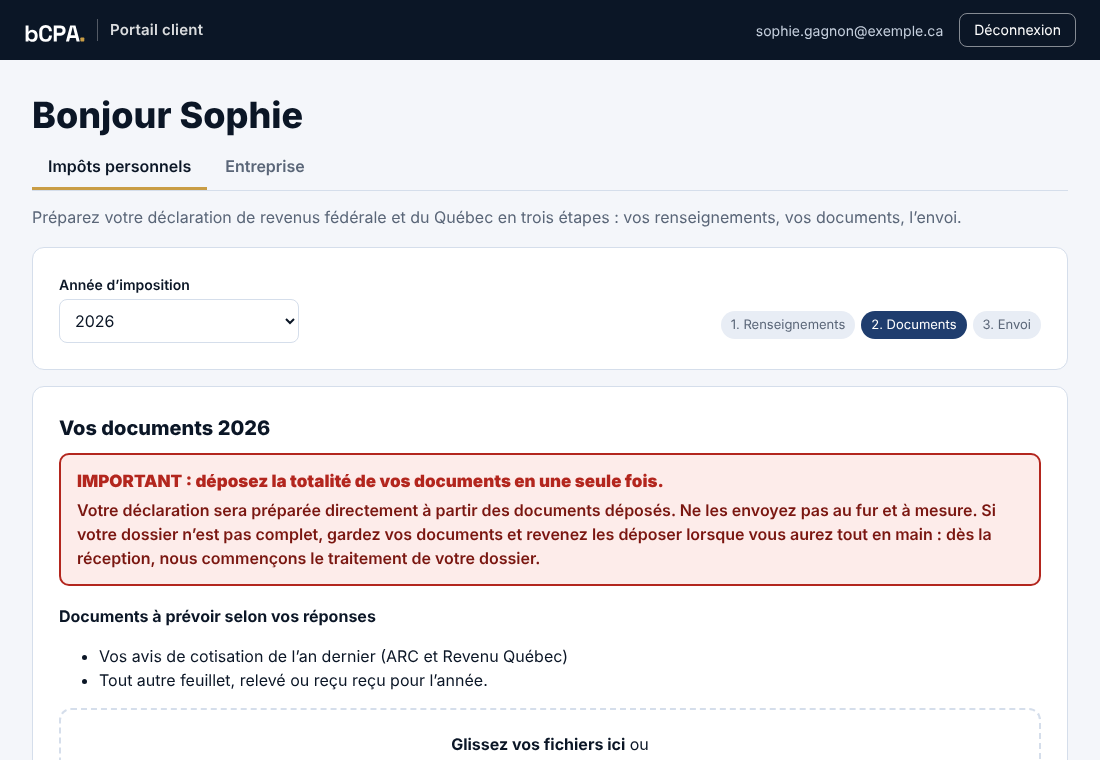 bCPA. Portail client sophie.gagnon@exemple.ca Déconnexion
Bonjour Sophie
Impôts personnels Entreprise
Préparez votre déclaration de revenus fédérale et du Québec en trois étapes : vos renseignements, vos documents, l’envoi.
Année d’imposition
2026
1. Renseignements 2. Documents 3. Envoi
Vos documents 2026
IMPORTANT : déposez la totalité de vos documents en une seule fois.
Votre déclaration sera préparée directement à partir des documents déposés. Ne les envoyez pas au fur et à mesure. Si
votre dossier n’est pas complet, gardez vos documents et revenez les déposer lorsque vous aurez tout en main : dès la
réception, nous commençons le traitement de votre dossier.
Documents à prévoir selon vos réponses
• Vos avis de cotisation de l’an dernier (ARC et Revenu Québec)
• Tout autre feuillet, relevé ou reçu reçu pour l’année.
Glissez vos fichiers ici ou